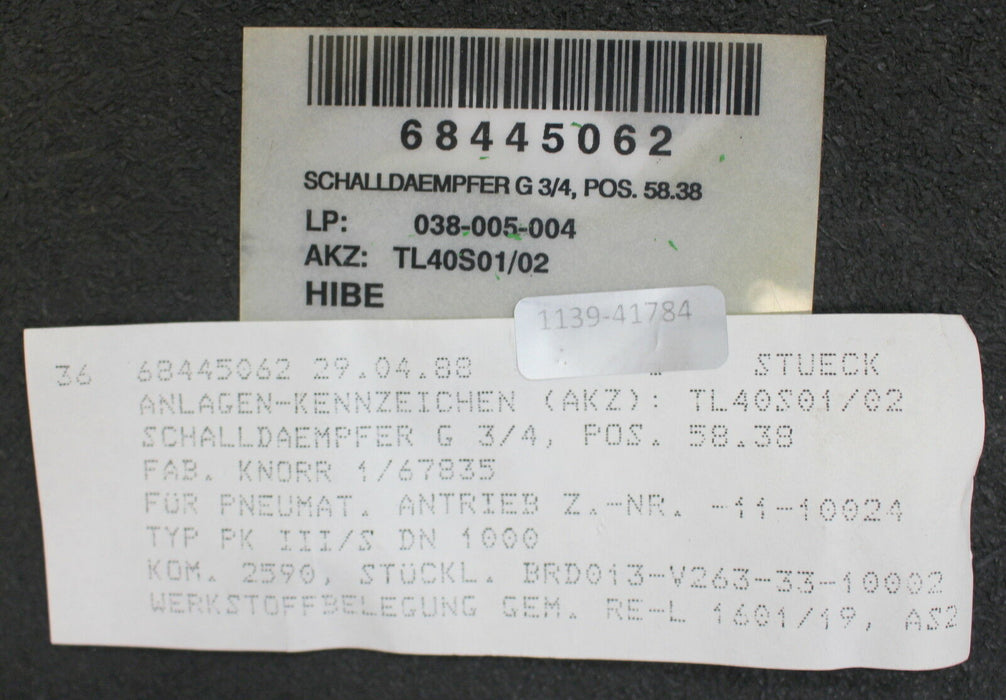 68445062
SCHALLDAEMPFER G 3/4, POS. 58.38
LP: 038-005-004
AKZ: TL40S01/02
HIBE
1139-41784
36 68445062 29.04.88 STUECK
ANLAGEN-KENNZEICHEN (AKZ): TL40S01/02
SCHALLDAEMPFER G 3/4, POS. 58.38
FAB. KNORR 1/67835
FÜR PNEUMAT. ANTRIEB Z.-NR. -11-10024
TYP PK III/S DN 1000
KOM. 2590, STÜCKL. BRD013-V263-33-10002
WERKSTOFFBELEGUNG GEM. RE-L 1601/19, AS2